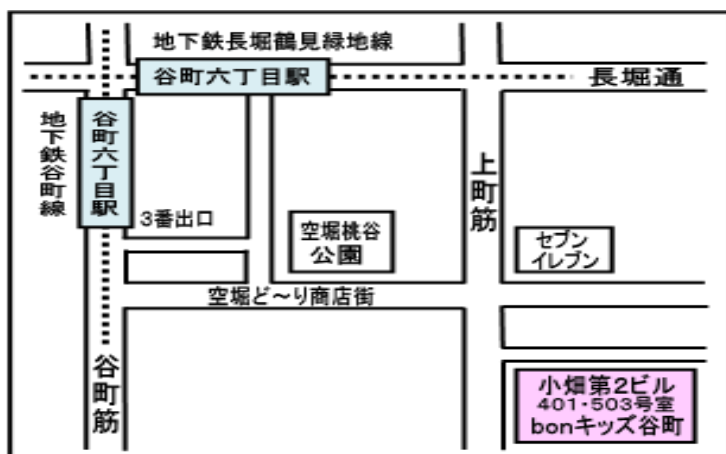 地下鉄長堀鶴見緑地線
谷町六丁目駅
長堀通
地下鉄谷町線
谷町六丁目駅
3番出口
空堀桃谷
公園
上町筋
セブン
イレブン
空堀ど～り商店街
谷町筋
小畑第2ビル
401・503号室
bonキッズ谷町